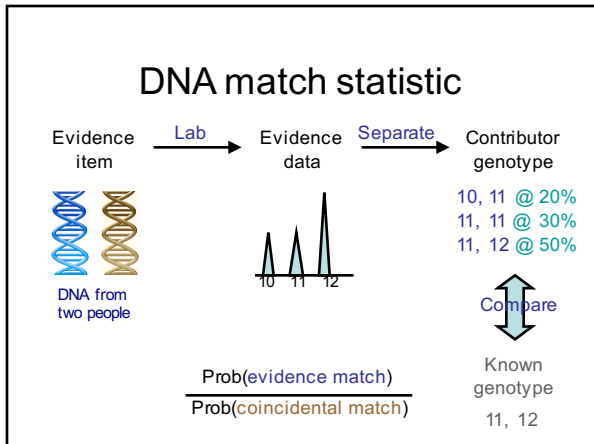 DNA match statistic
Evidence
item
Lab
Evidence
data
Separate
Contributor
genotype
10, 11 @ 20%
11, 11 @ 30%
11, 12 @ 50%
10 11 12
DNA from
two people
Compare
Known
genotype
11, 12
Prob(evidence match)
Prob(coincidental match)